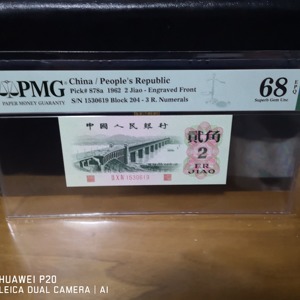 PMG
PAPER MONEY GUARANTY
China / People's Republic
Pick# 878a 1962 2 Jiao - Engraved Front
S/N 1530619 Block 204 - 3 R. Numerals
68 EPQ
Superb Gem Unc
中国人民银行
贰角
2
ER
JIAO
1530619
HUAWEI P20
LEICA DUAL CAMERA | AI